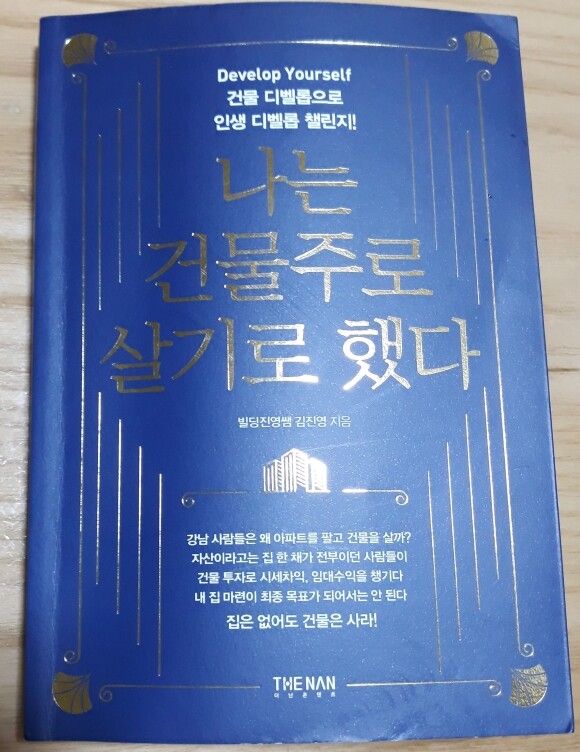 Develop Yourself
건물 디벨롭으로
인생 디벨롭 챌린지!
나는
건물주로
살기로 했다
빌딩진영쌤 김진영 지음
강남 사람들은 왜 아파트를 팔고 건물을 살까?
자산이라고는 집 한 채가 전부이던 사람들이
건물 투자로 시세차익, 임대수익을 챙기다
내 집 마련이 최종 목표가 되어서는 안 된다
집은 없어도 건물은 사라!
THE NAN
더난콘텐츠